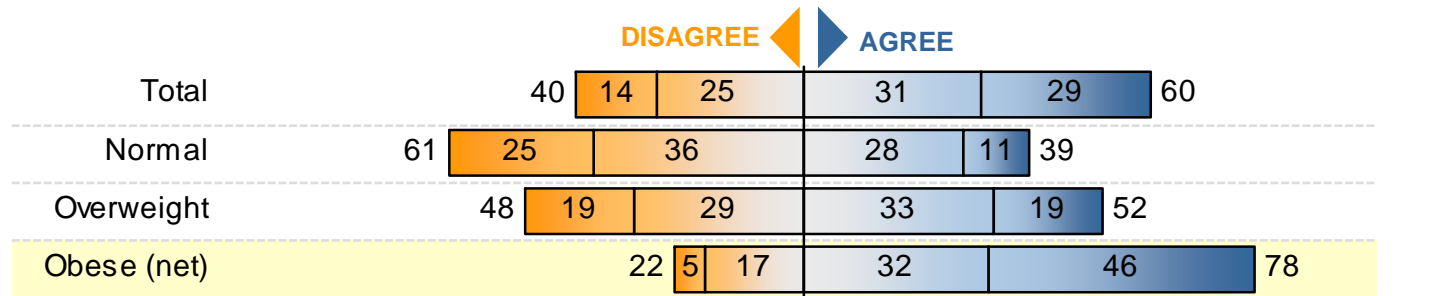 DISAGREE AGREE
Total 40 14 25 31 29 60
Normal 61 25 36 28 11 39
Overweight 48 19 29 33 19 52
Obese (net) 22 5 17 32 46 78